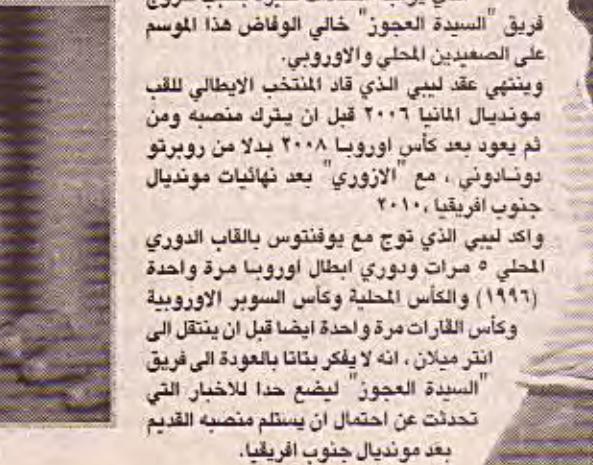 فريق "السيدة العجوز" خالي الوفاض هذا الموسم
على الصعيدين المحلي والاوروبي.
وينتهي عقد ليبي الذي قاد المنتخب الايطالي للقب
مونديال المانيا ٢٠٠٦ قبل ان يترك منصبه ومن
ثم يعود بعد كأس اوروبا ٢٠٠٨ بدلا من روبرتو
دونادوني ، مع "الازوري" بعد نهائيات مونديال
جنوب افريقيا ٢٠١٠،
واكد ليبي الذي توج مع يوفنتوس بالقاب الدوري
المحلي ٥ مرات ودوري ابطال اوروبا مرة واحدة
(١٩٩٦) والكأس المحلية وكأس السوبر الاوروبية
وكأس القارات مرة واحدة ايضا قبل ان ينتقل الى
انتر ميلان ، انه لا يفكر بتاتا بالعودة الى فريق
"السيدة العجوز" ليضع حدا للاخبار التي
تحدثت عن احتمال ان يستلم منصبه القديم
بعد مونديال جنوب افريقيا.